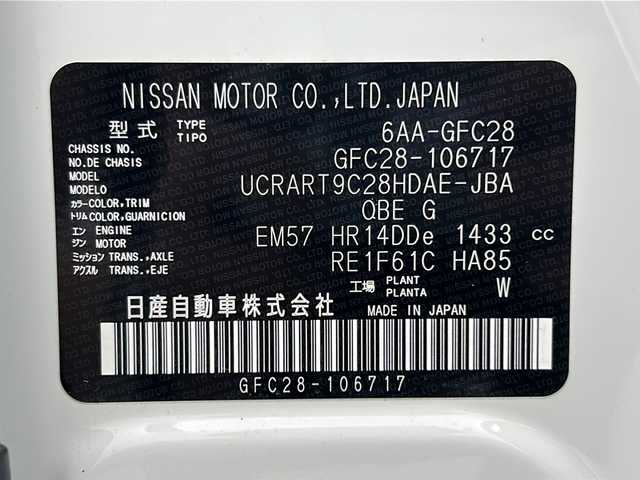 NISSAN MOTOR CO.,LTD.JAPAN
型式 TYPE TIPO 6AA-GFC28
CHASSIS NO. NO.DE CHASSIS GFC28-106717
MODEL MODELO UCRART9C28HDAE-JBA
カラー COLOR,TRIM トリム COLOR,GUARNICION QBE G
エンジン ENGINE MOTOR EM57 HR14DDe 1433 cc
ミッション TRANS.,AXLE アクスル TRANS.,EJE RE1F61C HA85
工場 PLANT PLANTA W
日産自動車株式会社 MADE IN JAPAN
GFC28-106717